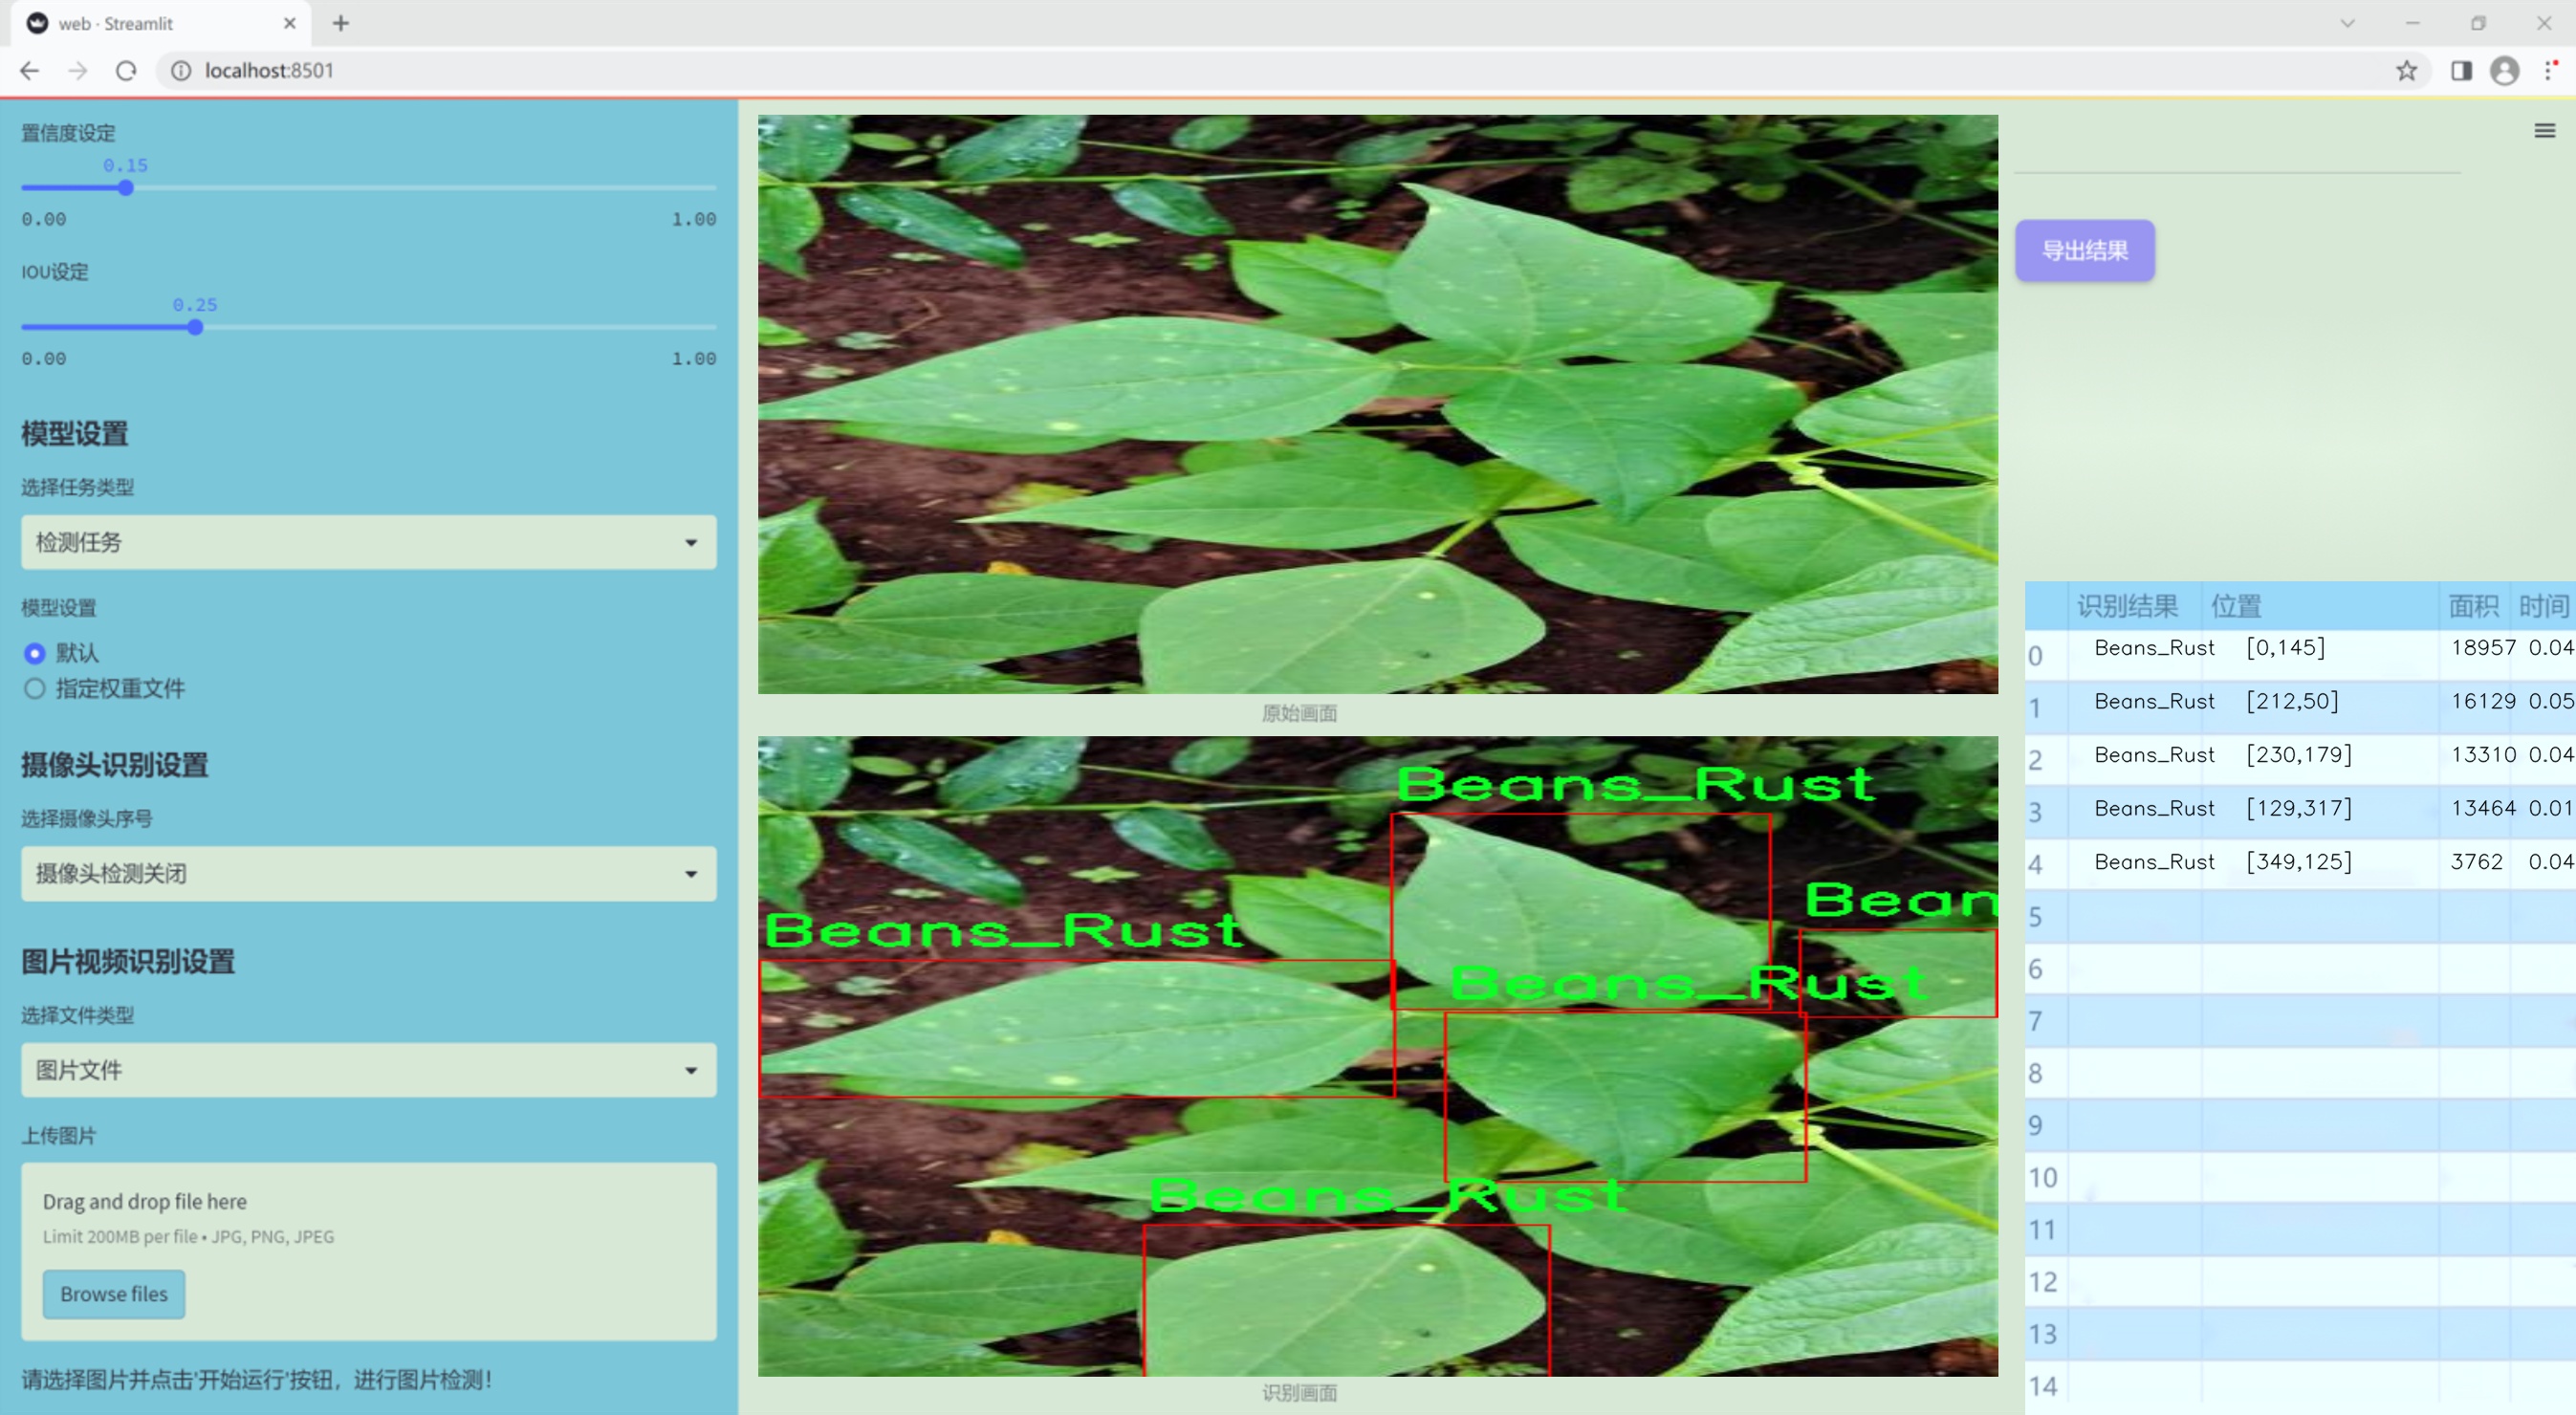 web · Streamlit
localhost:8501
置信度设定
0.15
0.00 1.00
IOU设定
0.25
0.00 1.00
模型设置
选择任务类型
检测任务
模型设置
默认
指定权重文件
摄像头识别设置
选择摄像头序号
摄像头检测关闭
图片视频识别设置
选择文件类型
图片文件
上传图片
Drag and drop file here
Limit 200MB per file • JPG, PNG, JPEG
Browse files
请选择图片并点击'开始运行'按钮，进行图片检测！
原始画面
Beans_Rust
Bean
Beans_Rust
Beans_Rust
Beans_Rust
识别画面
导出结果
识别结果 位置 面积 时间
0 Beans_Rust [0,145] 18957 0.04
1 Beans_Rust [212,50] 16129 0.05
2 Beans_Rust [230,179] 13310 0.04
3 Beans_Rust [129,317] 13464 0.01
4 Beans_Rust [349,125] 3762 0.04
5
6
7
8
9
10
11
12
13
14